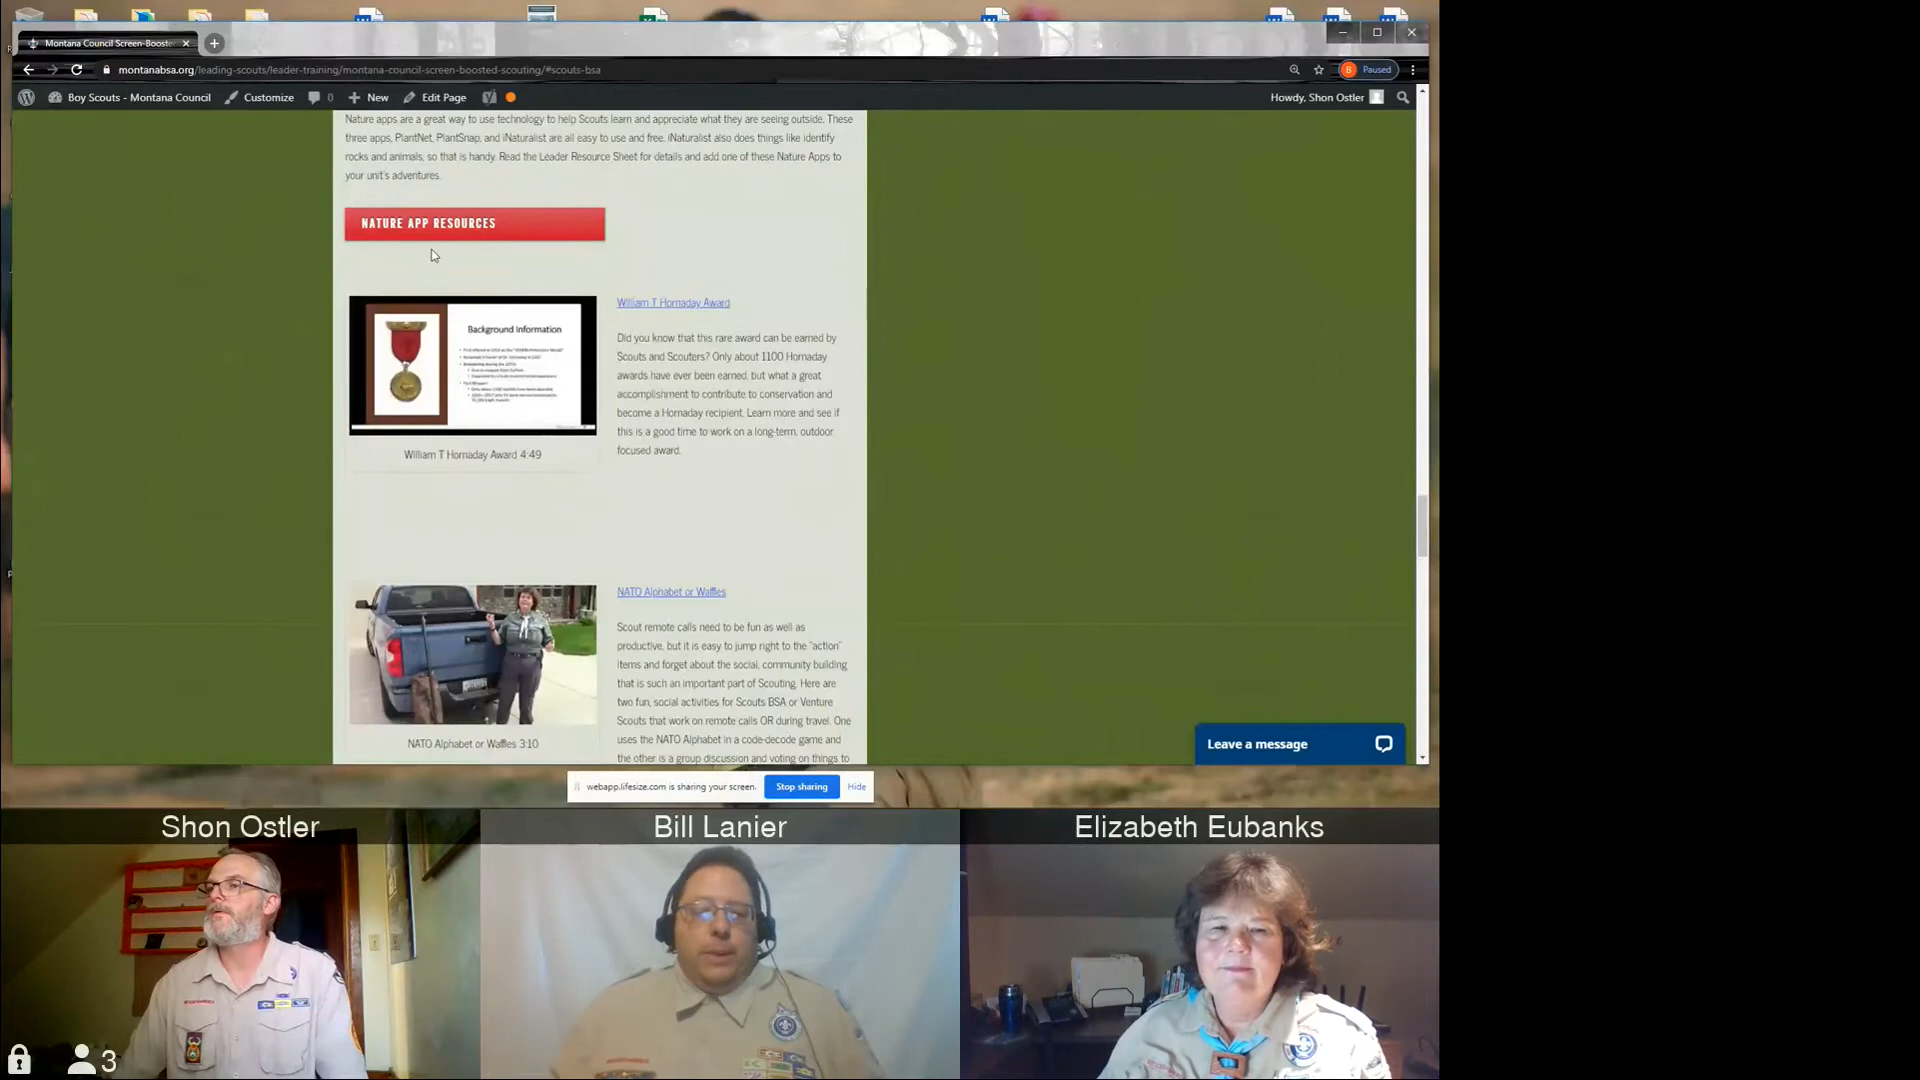 Montana Council Screen-Booste
montanabsa.org/leading-scouts/leader-training/montana-council-screen-boosted-scouting/#scouts-bsa
B Paused
Boy Scouts - Montana Council Customize 0 New Edit Page Howdy, Shon Ostler
Nature apps are a great way to use technology to help Scouts learn and appreciate what they are seeing outside. These
three apps, PlantNet, PlantSnap, and iNaturalist are all easy to use and free. iNaturalist also does things like identify
rocks and animals, so that is handy. Read the Leader Resource Sheet for details and add one of these Nature Apps to
your unit's adventures.
NATURE APP RESOURCES
Background Information
William T Hornaday Award 4:49
William T Hornaday Award
Did you know that this rare award can be earned by
Scouts and Scouters? Only about 1100 Hornaday
awards have ever been earned, but what a great
accomplishment to contribute to conservation and
become a Hornaday recipient. Learn more and see if
this is a good time to work on a long-term, outdoor
focused award.
NATO Alphabet or Waffles 3:10
NATO Alphabet or Waffles
Scout remote calls need to be fun as well as
productive, but it is easy to jump right to the "action"
items and forget about the social, community building
that is such an important part of Scouting. Here are
two fun, social activities for Scouts BSA or Venture
Scouts that work on remote calls OR during travel. One
uses the NATO Alphabet in a code-decode game and
the other is a group discussion and voting on things to
Leave a message
webapp.lifesize.com is sharing your screen. Stop sharing Hide
Shon Ostler
Bill Lanier
Elizabeth Eubanks
3